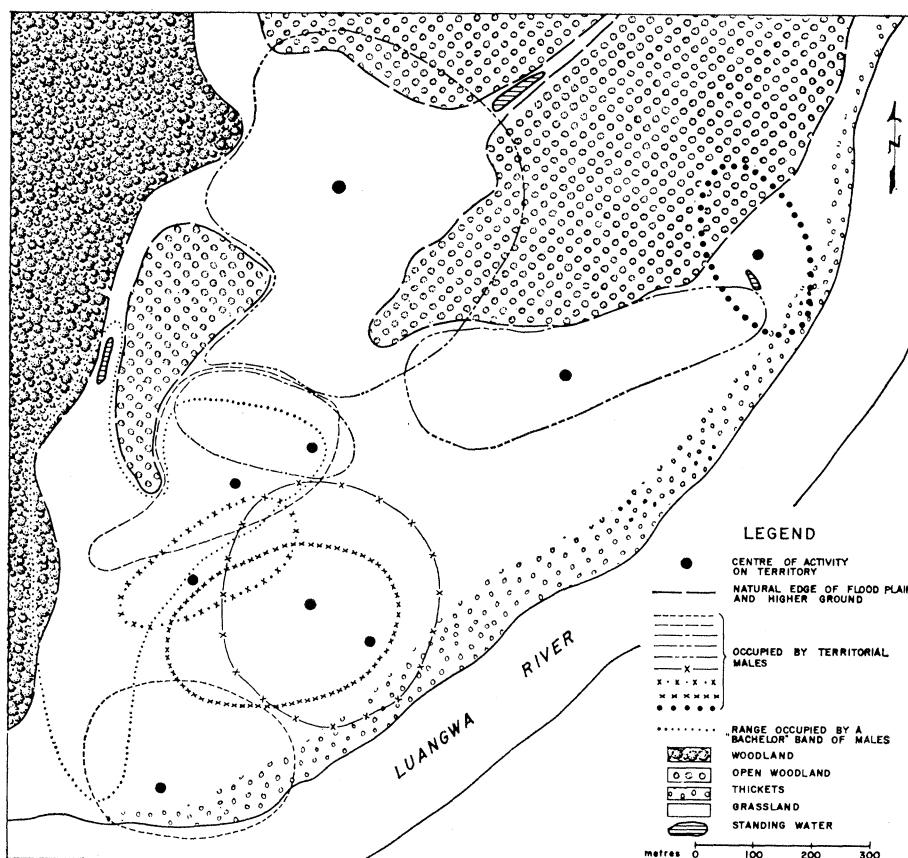 N
LEGEND
CENTRE OF ACTIVITY
ON TERRITORY
NATURAL EDGE OF FLOOD PLAIN
AND HIGHER GROUND
OCCUPIED BY TERRITORIAL
MALES
RANGE OCCUPIED BY A
"BACHELOR" BAND OF MALES
WOODLAND
OPEN WOODLAND
THICKETS
GRASSLAND
STANDING WATER
metres 0 100 200 300
LUANGWA RIVER